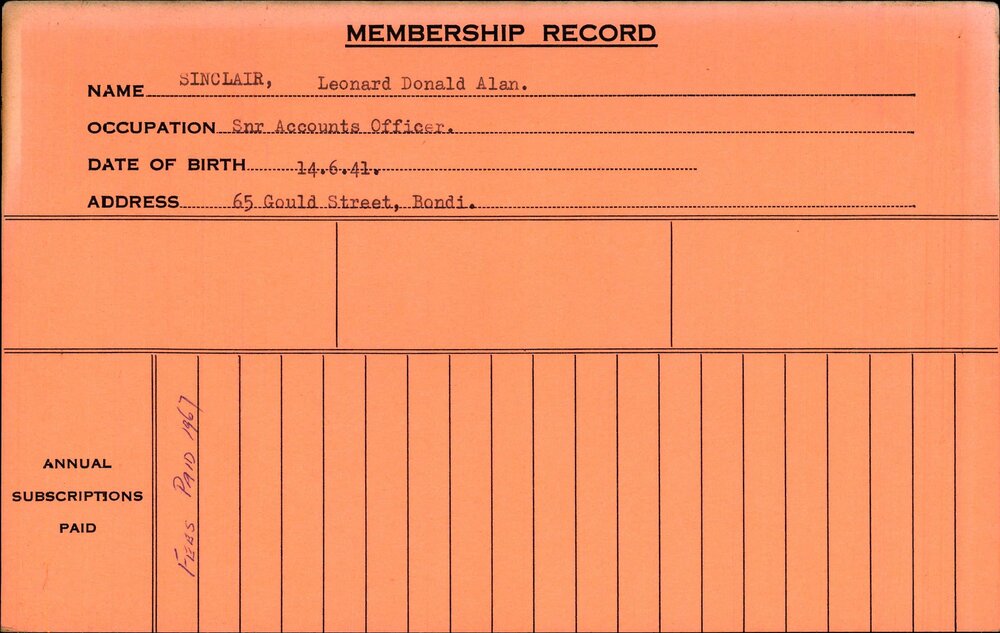 MEMBERSHIP RECORD
NAME SINCLAIR, Leonard Donald Alan.
OCCUPATION Snr Accounts Officer.
DATE OF BIRTH 14.6.41.
ADDRESS 65 Gould Street, Bondi.
ANNUAL
SUBSCRIPTIONS
PAID
FEES PAID 1967